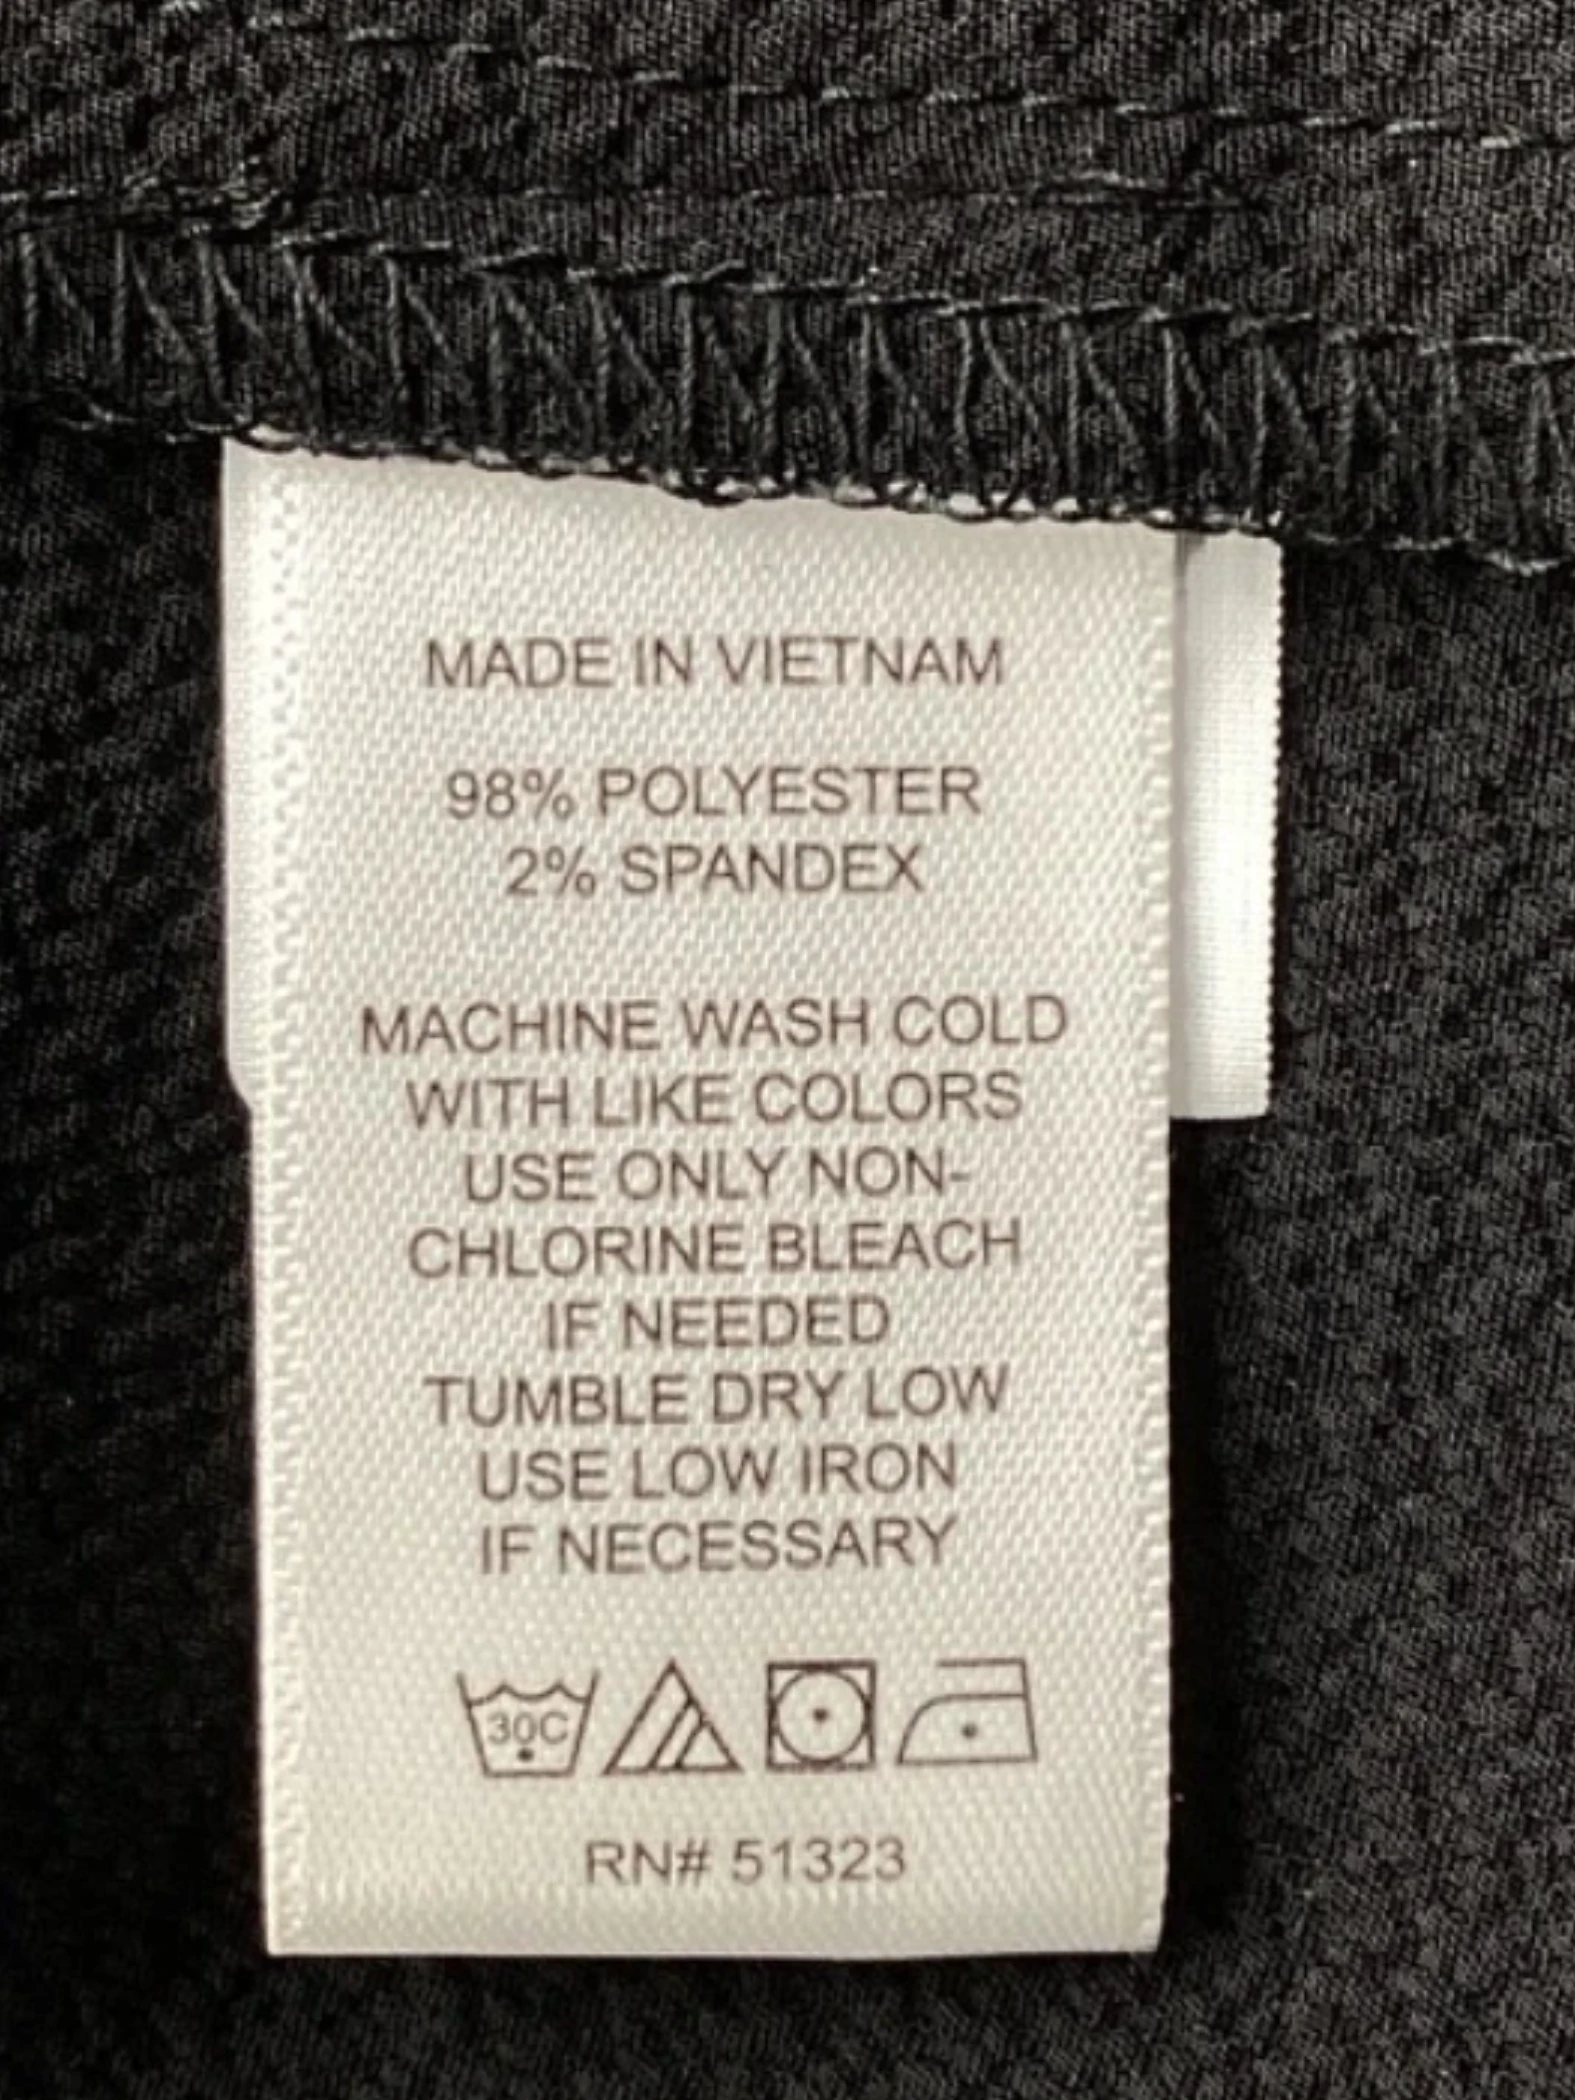 MADE IN VIETNAM
98% POLYESTER
2% SPANDEX
MACHINE WASH COLD
WITH LIKE COLORS
USE ONLY NON-
CHLORINE BLEACH
IF NEEDED
TUMBLE DRY LOW
USE LOW IRON
IF NECESSARY
30C
RN# 51323